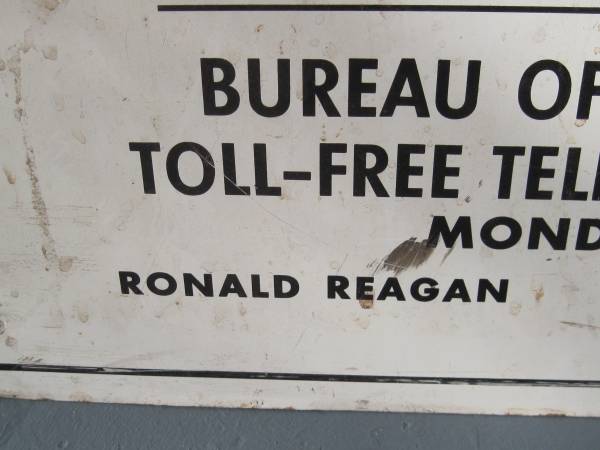 BUREAU OF
TOLL-FREE TEL
MOND
RONALD REAGAN